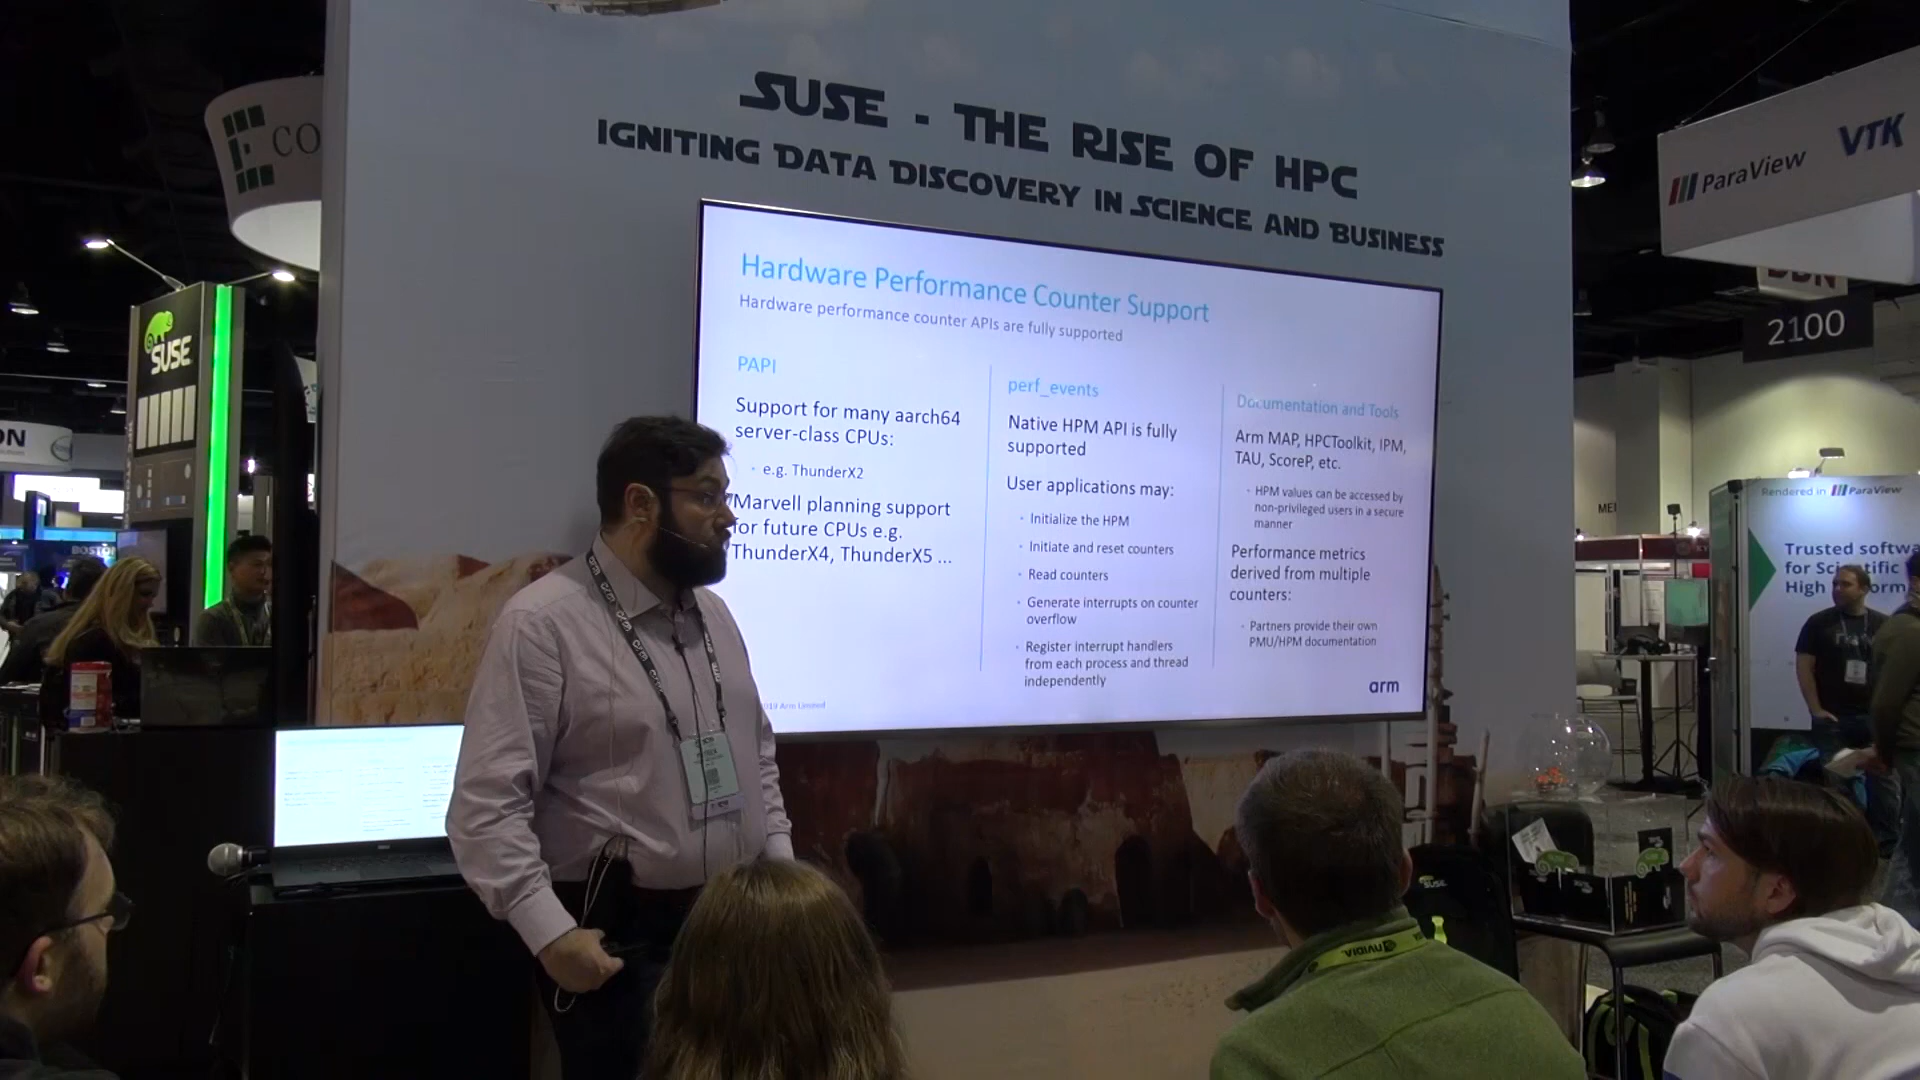 SUSE - THE RISE OF HPC
IGNITING DATA DISCOVERY IN SCIENCE AND BUSINESS
Hardware Performance Counter Support
Hardware performance counter APIs are fully supported
PAPI
Support for many aarch64
server-class CPUs:
· e.g. ThunderX2
Marvell planning support
for future CPUs e.g.
ThunderX4, ThunderX5 ...
perf_events
Native HPM API is fully
supported
User applications may:
· Initialize the HPM
· Initiate and reset counters
· Read counters
· Generate interrupts on counter
overflow
· Register interrupt handlers
from each process and thread
independently
Documentation and Tools
Arm MAP, HPCToolkit, IPM,
TAU, ScoreP, etc.
· HPM values can be accessed by
non-privileged users in a secure
manner
Performance metrics
derived from multiple
counters:
· Partners provide their own
PMU/HPM documentation
arm
Arm Limited
CO
SUSE
BOSTON
ParaView
VTK
2100
Rendered in ParaView
Trusted softwa
for Scientific
High
NVIDIA
SUSE